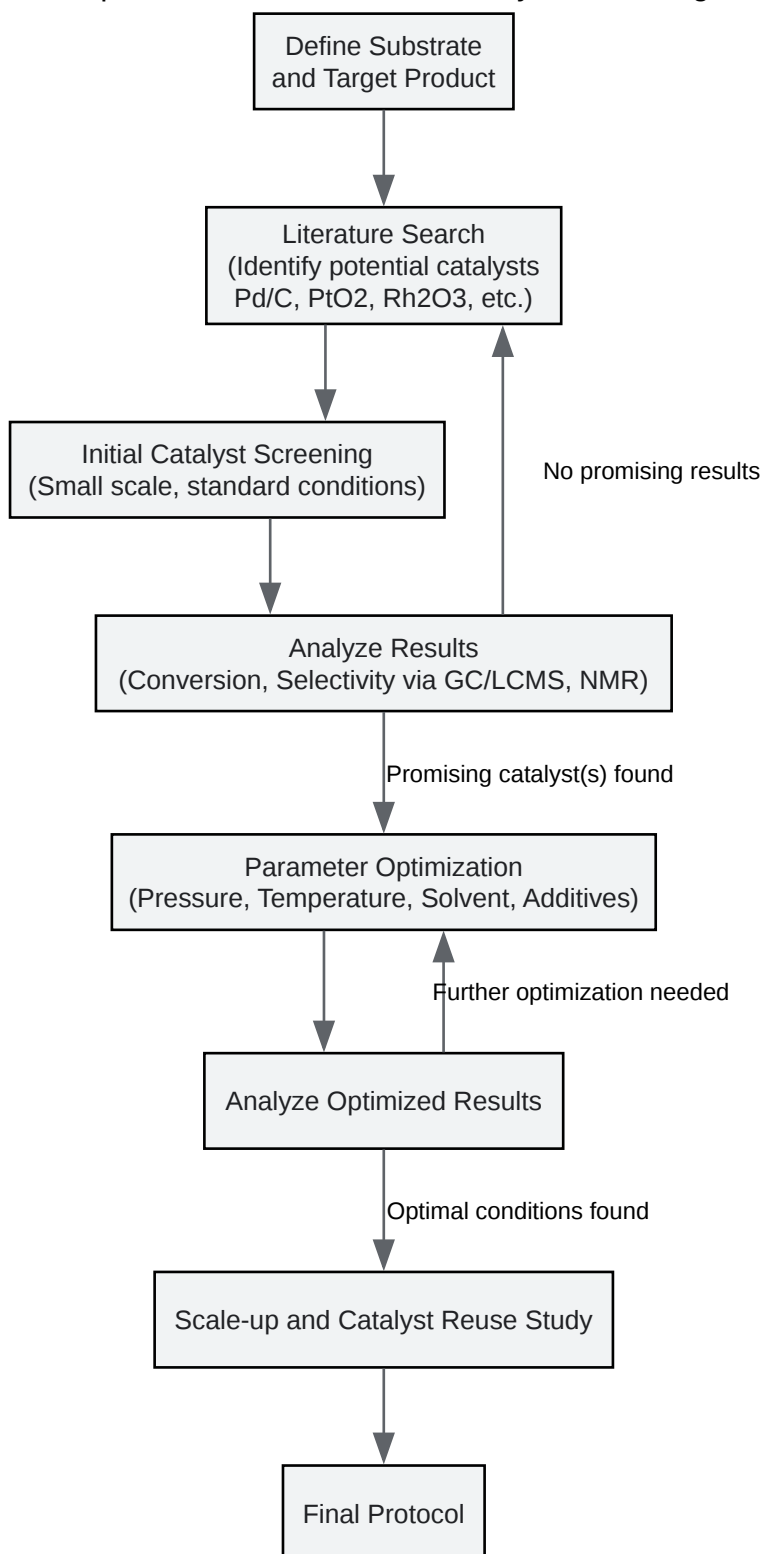 Define Substrate
and Target Product
Literature Search
(Identify potential catalysts
Pd/C, PtO2, Rh2O3, etc.)
Initial Catalyst Screening
(Small scale, standard conditions)
No promising results
Analyze Results
(Conversion, Selectivity via GC/LCMS, NMR)
Promising catalyst(s) found
Parameter Optimization
(Pressure, Temperature, Solvent, Additives)
Further optimization needed
Analyze Optimized Results
Optimal conditions found
Scale-up and Catalyst Reuse Study
Final Protocol